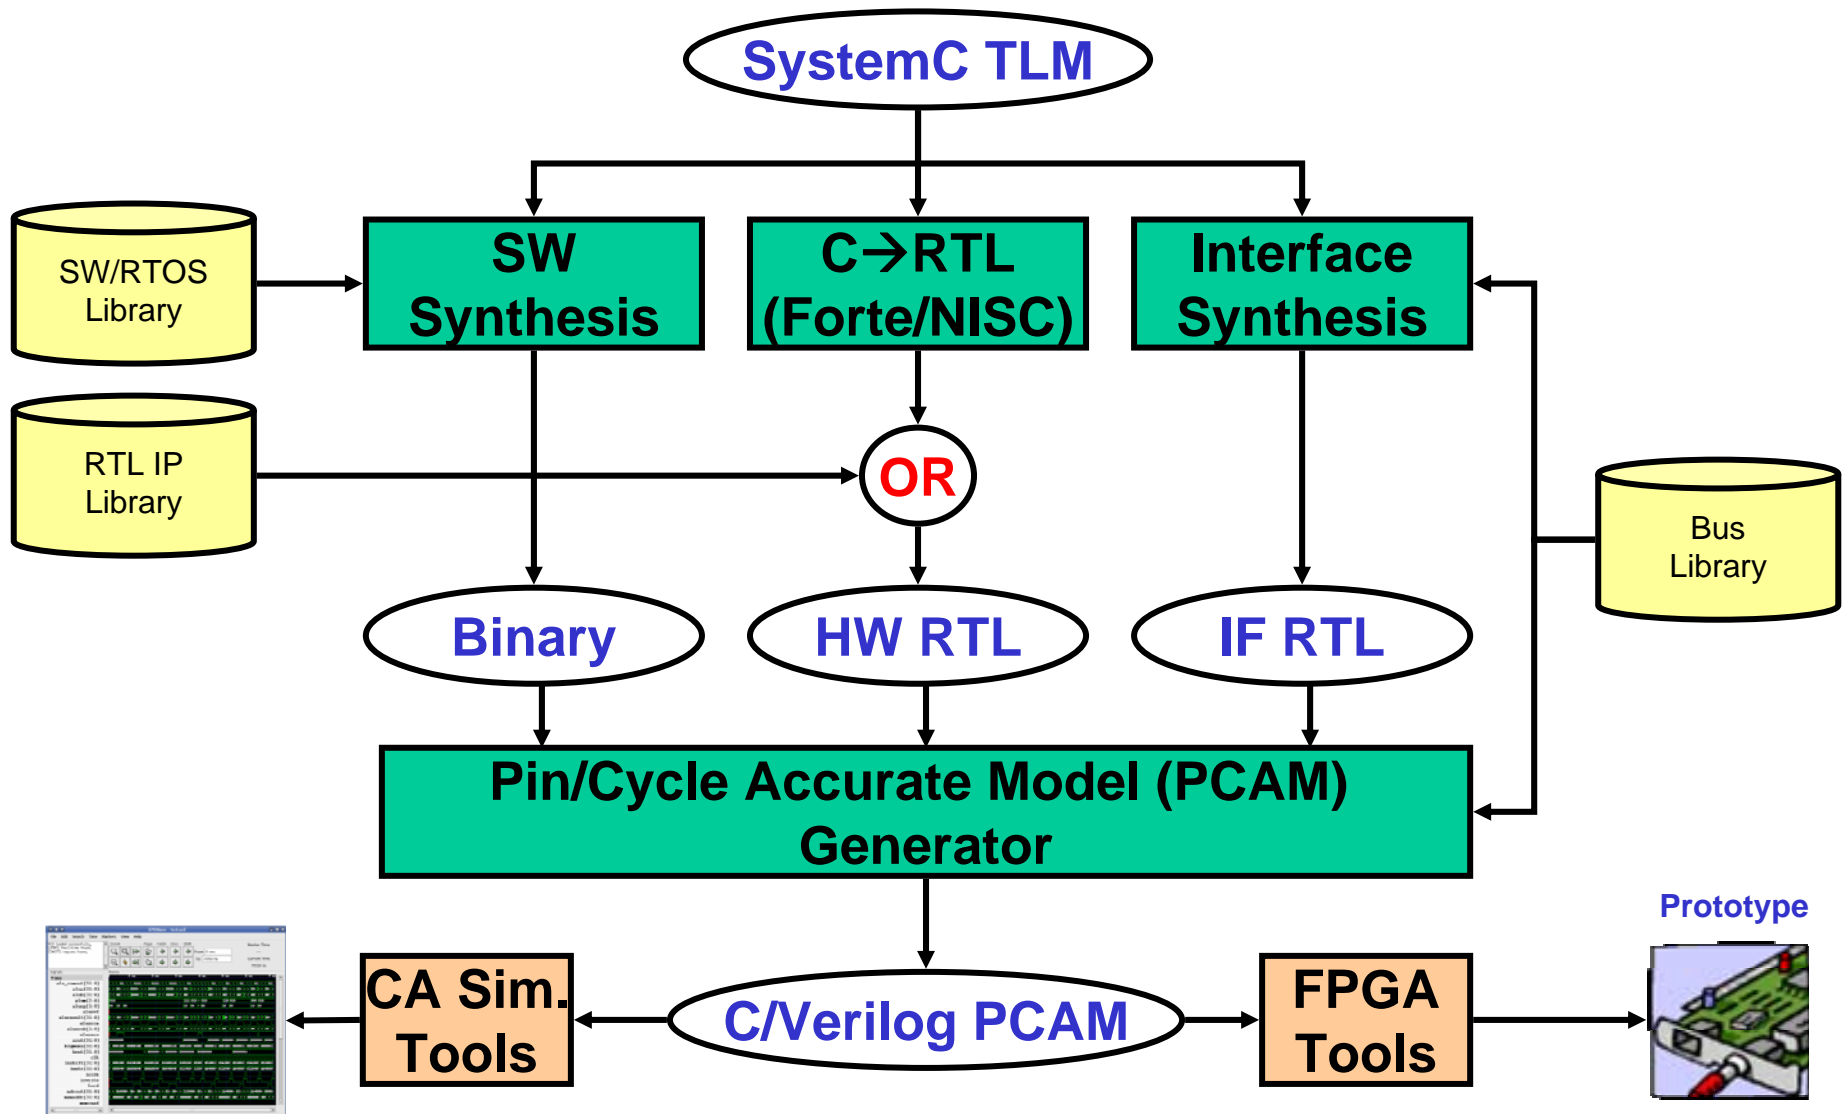 SystemC TLM
SW/RTOS
Library
SW
Synthesis
C→RTL
(Forte/NISC)
Interface
Synthesis
RTL IP
Library
OR
Bus
Library
Binary
HW RTL
IF RTL
Pin/Cycle Accurate Model (PCAM)
Generator
Prototype
CA Sim.
Tools
C/Verilog PCAM
FPGA
Tools